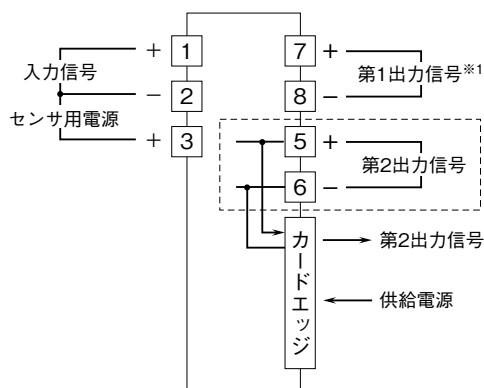 + 1
入力信号
− 2
センサ用電源
+ 3
7 +
第1出力信号※1
8 −
5 +
第2出力信号
6 −
カードエッジ
第2出力信号
供給電源